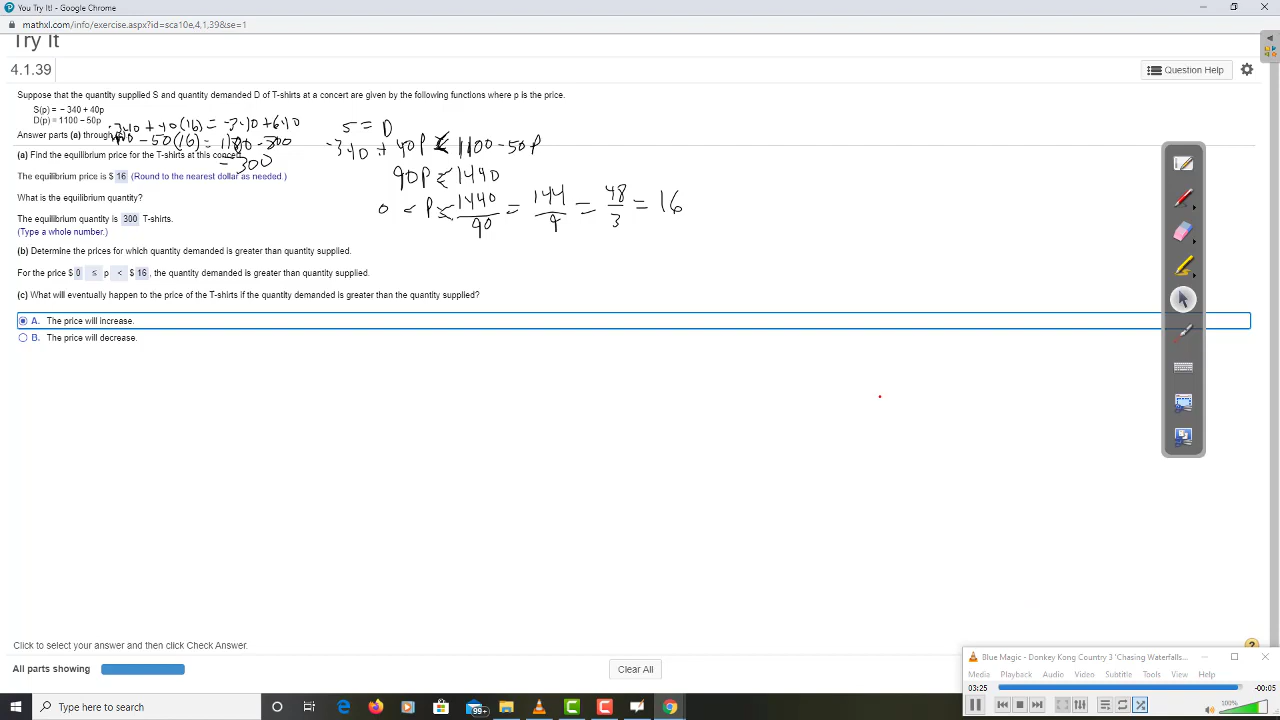 You Try It! - Google Chrome
mathxl.com/info/exercise.aspx?id=sca10e,4,1,39&se=1
Try It
4.1.39
Question Help
Suppose that the quantity supplied S and quantity demanded D of T-shirts at a concert are given by the following functions where p is the price.
S(p) = − 340 + 40p
D(p) = 1100 − 50p
Answer parts (a) through
-340 + 40(16) = -340 + 640
- 50(16) =
= 300
S = D
-340 + 40P ≤ 1100 - 50P
90P ≤ 1440
0 < P ≤ 1440/90 = 144/9 = 48/3 = 16
(a) Find the equilibrium price for the T-shirts at this concert.
The equilibrium price is $ 16 (Round to the nearest dollar as needed.)
What is the equilibrium quantity?
The equilibrium quantity is 300 T-shirts.
(Type a whole number.)
(b) Determine the prices for which quantity demanded is greater than quantity supplied.
For the price $ 0 ≤ p < $ 16, the quantity demanded is greater than quantity supplied.
(c) What will eventually happen to the price of the T-shirts if the quantity demanded is greater than the quantity supplied?
A. The price will increase.
B. The price will decrease.
Click to select your answer and then click Check Answer.
All parts showing
Clear All
?
Blue Magic - Donkey Kong Country 3 'Chasing Waterfalls...
Media Playback Audio Video Subtitle Tools View Help
03:25
-00:05
100%
Type here to search
99+